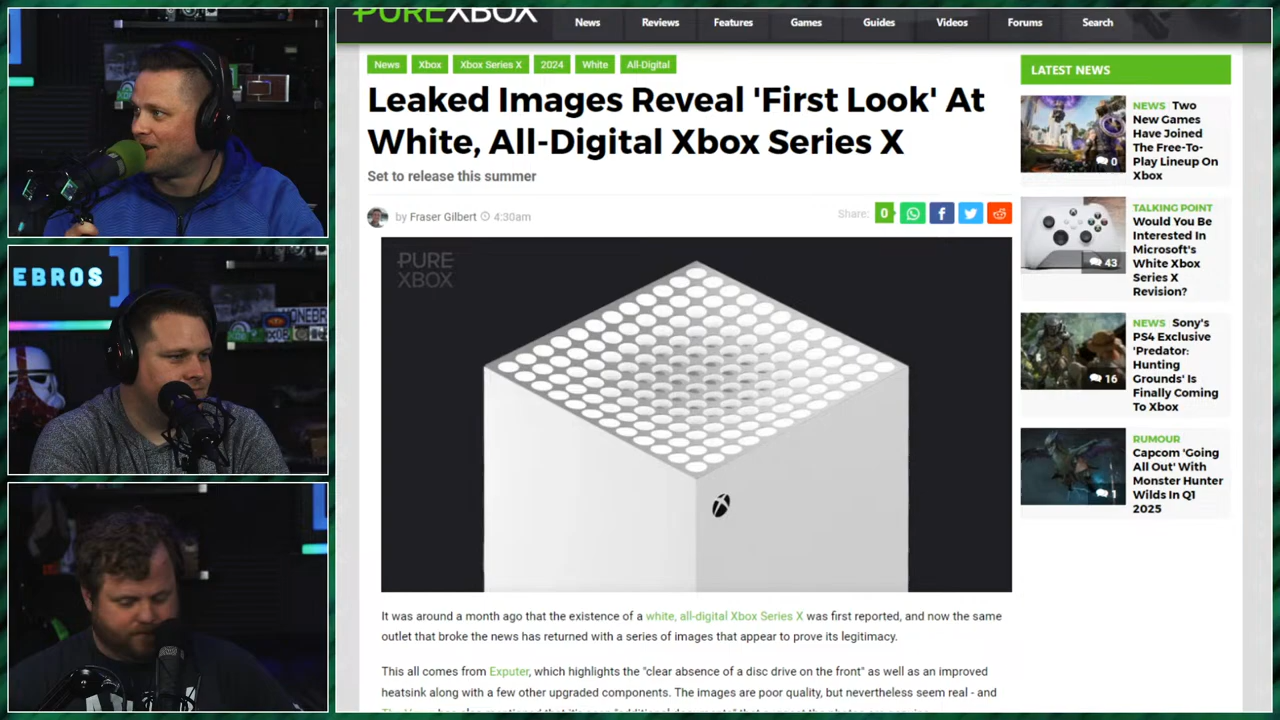 PUREXBOX
News
Reviews
Features
Games
Guides
Videos
Forums
Search
News
Xbox
Xbox Series X
2024
White
All-Digital
Leaked Images Reveal 'First Look' At
White, All-Digital Xbox Series X
Set to release this summer
by Fraser Gilbert 4:30am
Share:
0
PURE
XBOX
It was around a month ago that the existence of a white, all-digital Xbox Series X was first reported, and now the same
outlet that broke the news has returned with a series of images that appear to prove its legitimacy.
This all comes from Exputer, which highlights the "clear absence of a disc drive on the front" as well as an improved
heatsink along with a few other upgraded components. The images are poor quality, but nevertheless seem real - and
LATEST NEWS
NEWS Two
New Games
Have Joined
The Free-To-
Play Lineup On
Xbox
0
TALKING POINT
Would You Be
Interested In
Microsoft's
White Xbox
Series X
Revision?
43
NEWS Sony's
PS4 Exclusive
'Predator:
Hunting
Grounds' Is
Finally Coming
To Xbox
16
RUMOUR
Capcom 'Going
All Out' With
Monster Hunter
Wilds In Q1
2025
1
EBROS